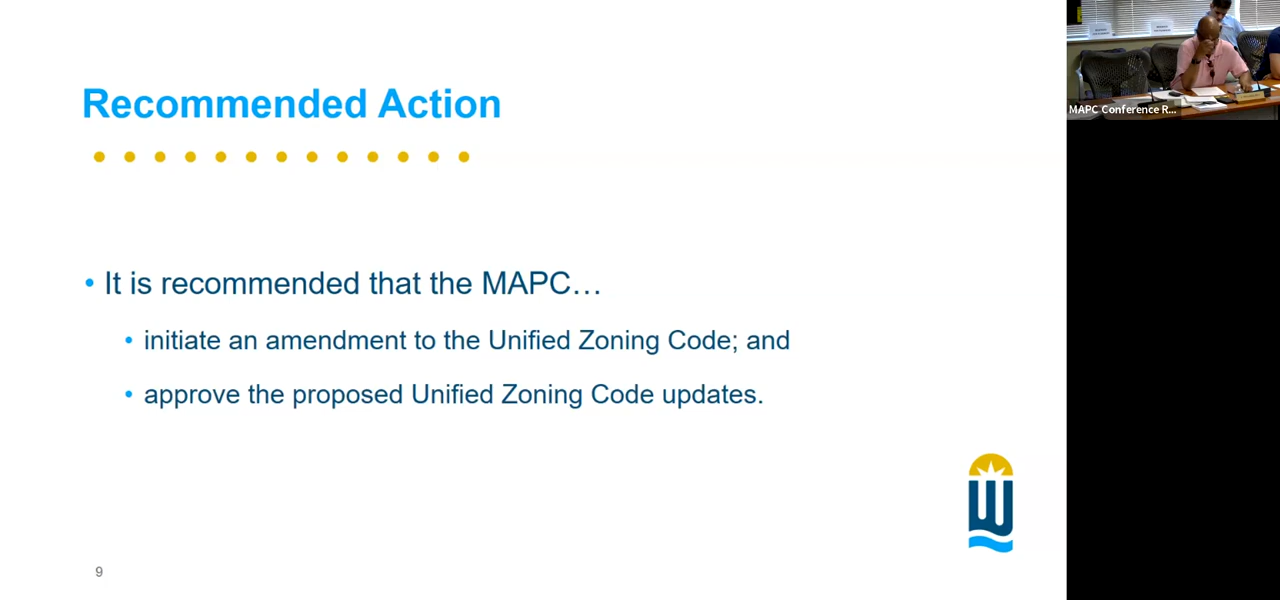 Recommended Action
• It is recommended that the MAPC…
• initiate an amendment to the Unified Zoning Code; and
• approve the proposed Unified Zoning Code updates.
9
MAPC Conference R...